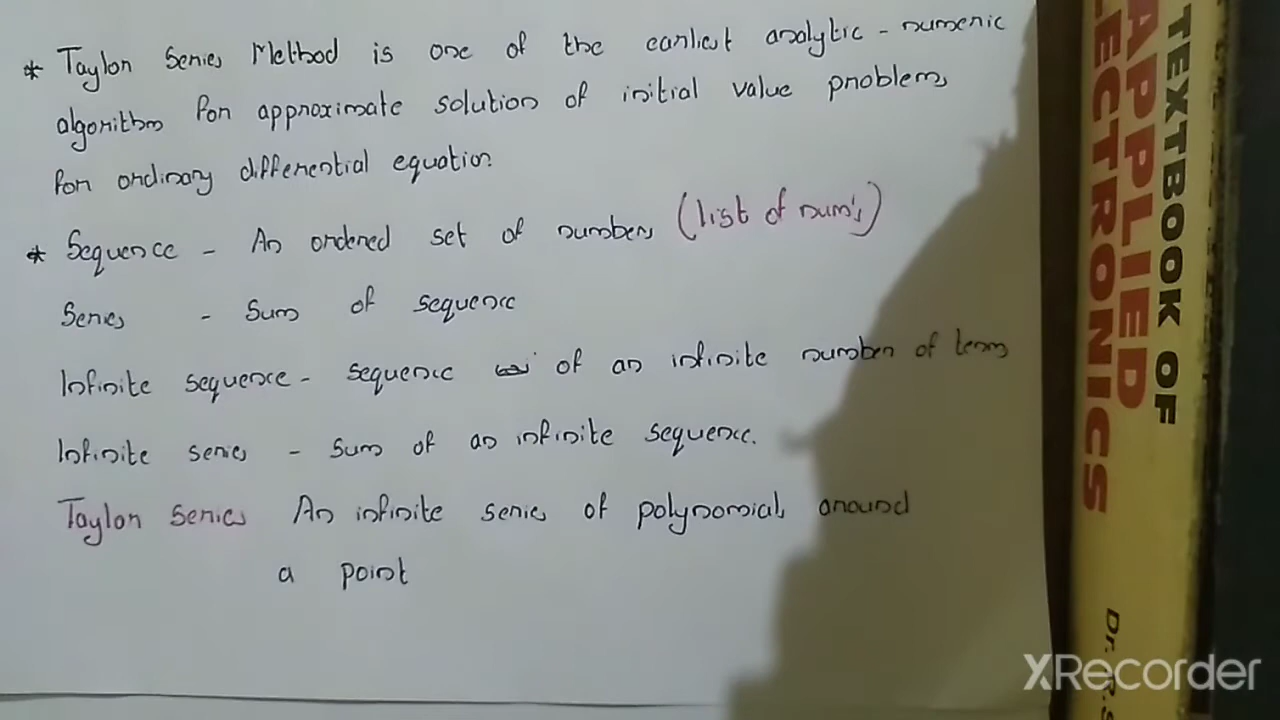 * Taylor Series Method is one of the earliest analytic - numeric
algorithm for approximate solution of initial value problems
for ordinary differential equation
* Sequence - An ordered set of numbers (list of num's)
Series - Sum of sequence
Infinite sequence - sequence of an infinite number of terms
Infinite series - Sum of an infinite sequence.
Taylor series An infinite series of polynomials around
a point
TEXTBOOK OF
APPLIED
LECTRONICS
Dr. R.S
XRecorder